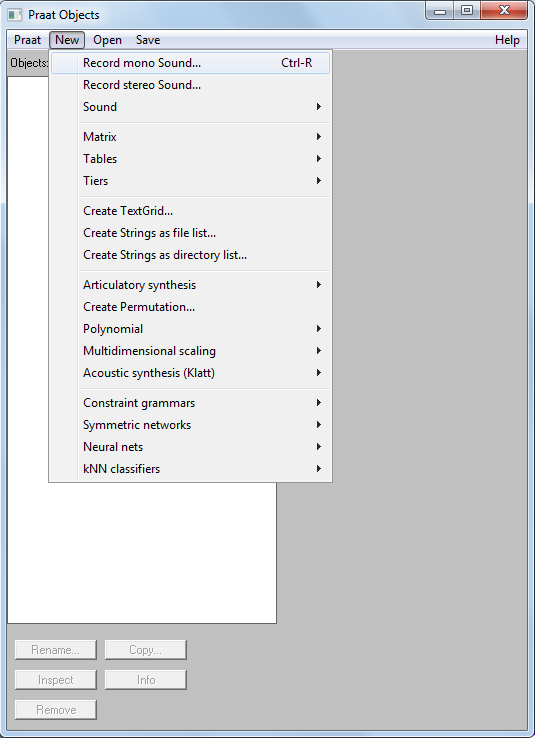 Praat Objects
Praat New Open Save Help
Objects:
Record mono Sound... Ctrl-R
Record stereo Sound...
Sound
Matrix
Tables
Tiers
Create TextGrid...
Create Strings as file list...
Create Strings as directory list...
Articulatory synthesis
Create Permutation...
Polynomial
Multidimensional scaling
Acoustic synthesis (Klatt)
Constraint grammars
Symmetric networks
Neural nets
kNN classifiers
Rename... Copy...
Inspect Info
Remove